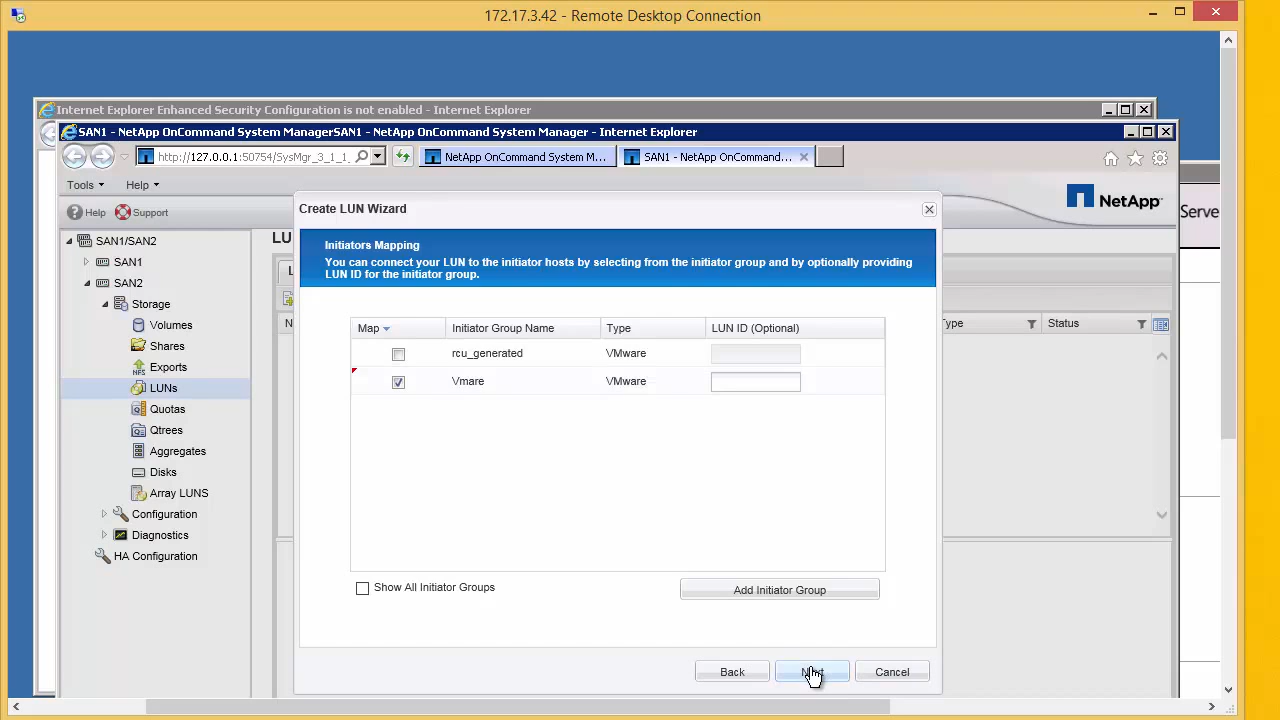 172.17.3.42 - Remote Desktop Connection
Internet Explorer Enhanced Security Configuration is not enabled - Internet Explorer
SAN1 - NetApp OnCommand System ManagerSAN1 - NetApp OnCommand System Manager - Internet Explorer
http://127.0.0.1:50754/SysMgr_3_1_1_
NetApp OnCommand System M...
SAN1 - NetApp OnCommand...
Tools
Help
NetApp
Serve
Help
Support
Create LUN Wizard
SAN1/SAN2
LU
Initiators Mapping
You can connect your LUN to the initiator hosts by selecting from the initiator group and by optionally providing
LUN ID for the initiator group.
SAN1
SAN2
Storage
Volumes
Shares
Exports
LUNs
Quotas
Qtrees
Aggregates
Disks
Array LUNS
Configuration
Diagnostics
HA Configuration
Map
Initiator Group Name
Type
LUN ID (Optional)
rcu_generated
VMware
Vmare
VMware
ype
Status
Show All Initiator Groups
Add Initiator Group
Back
Cancel